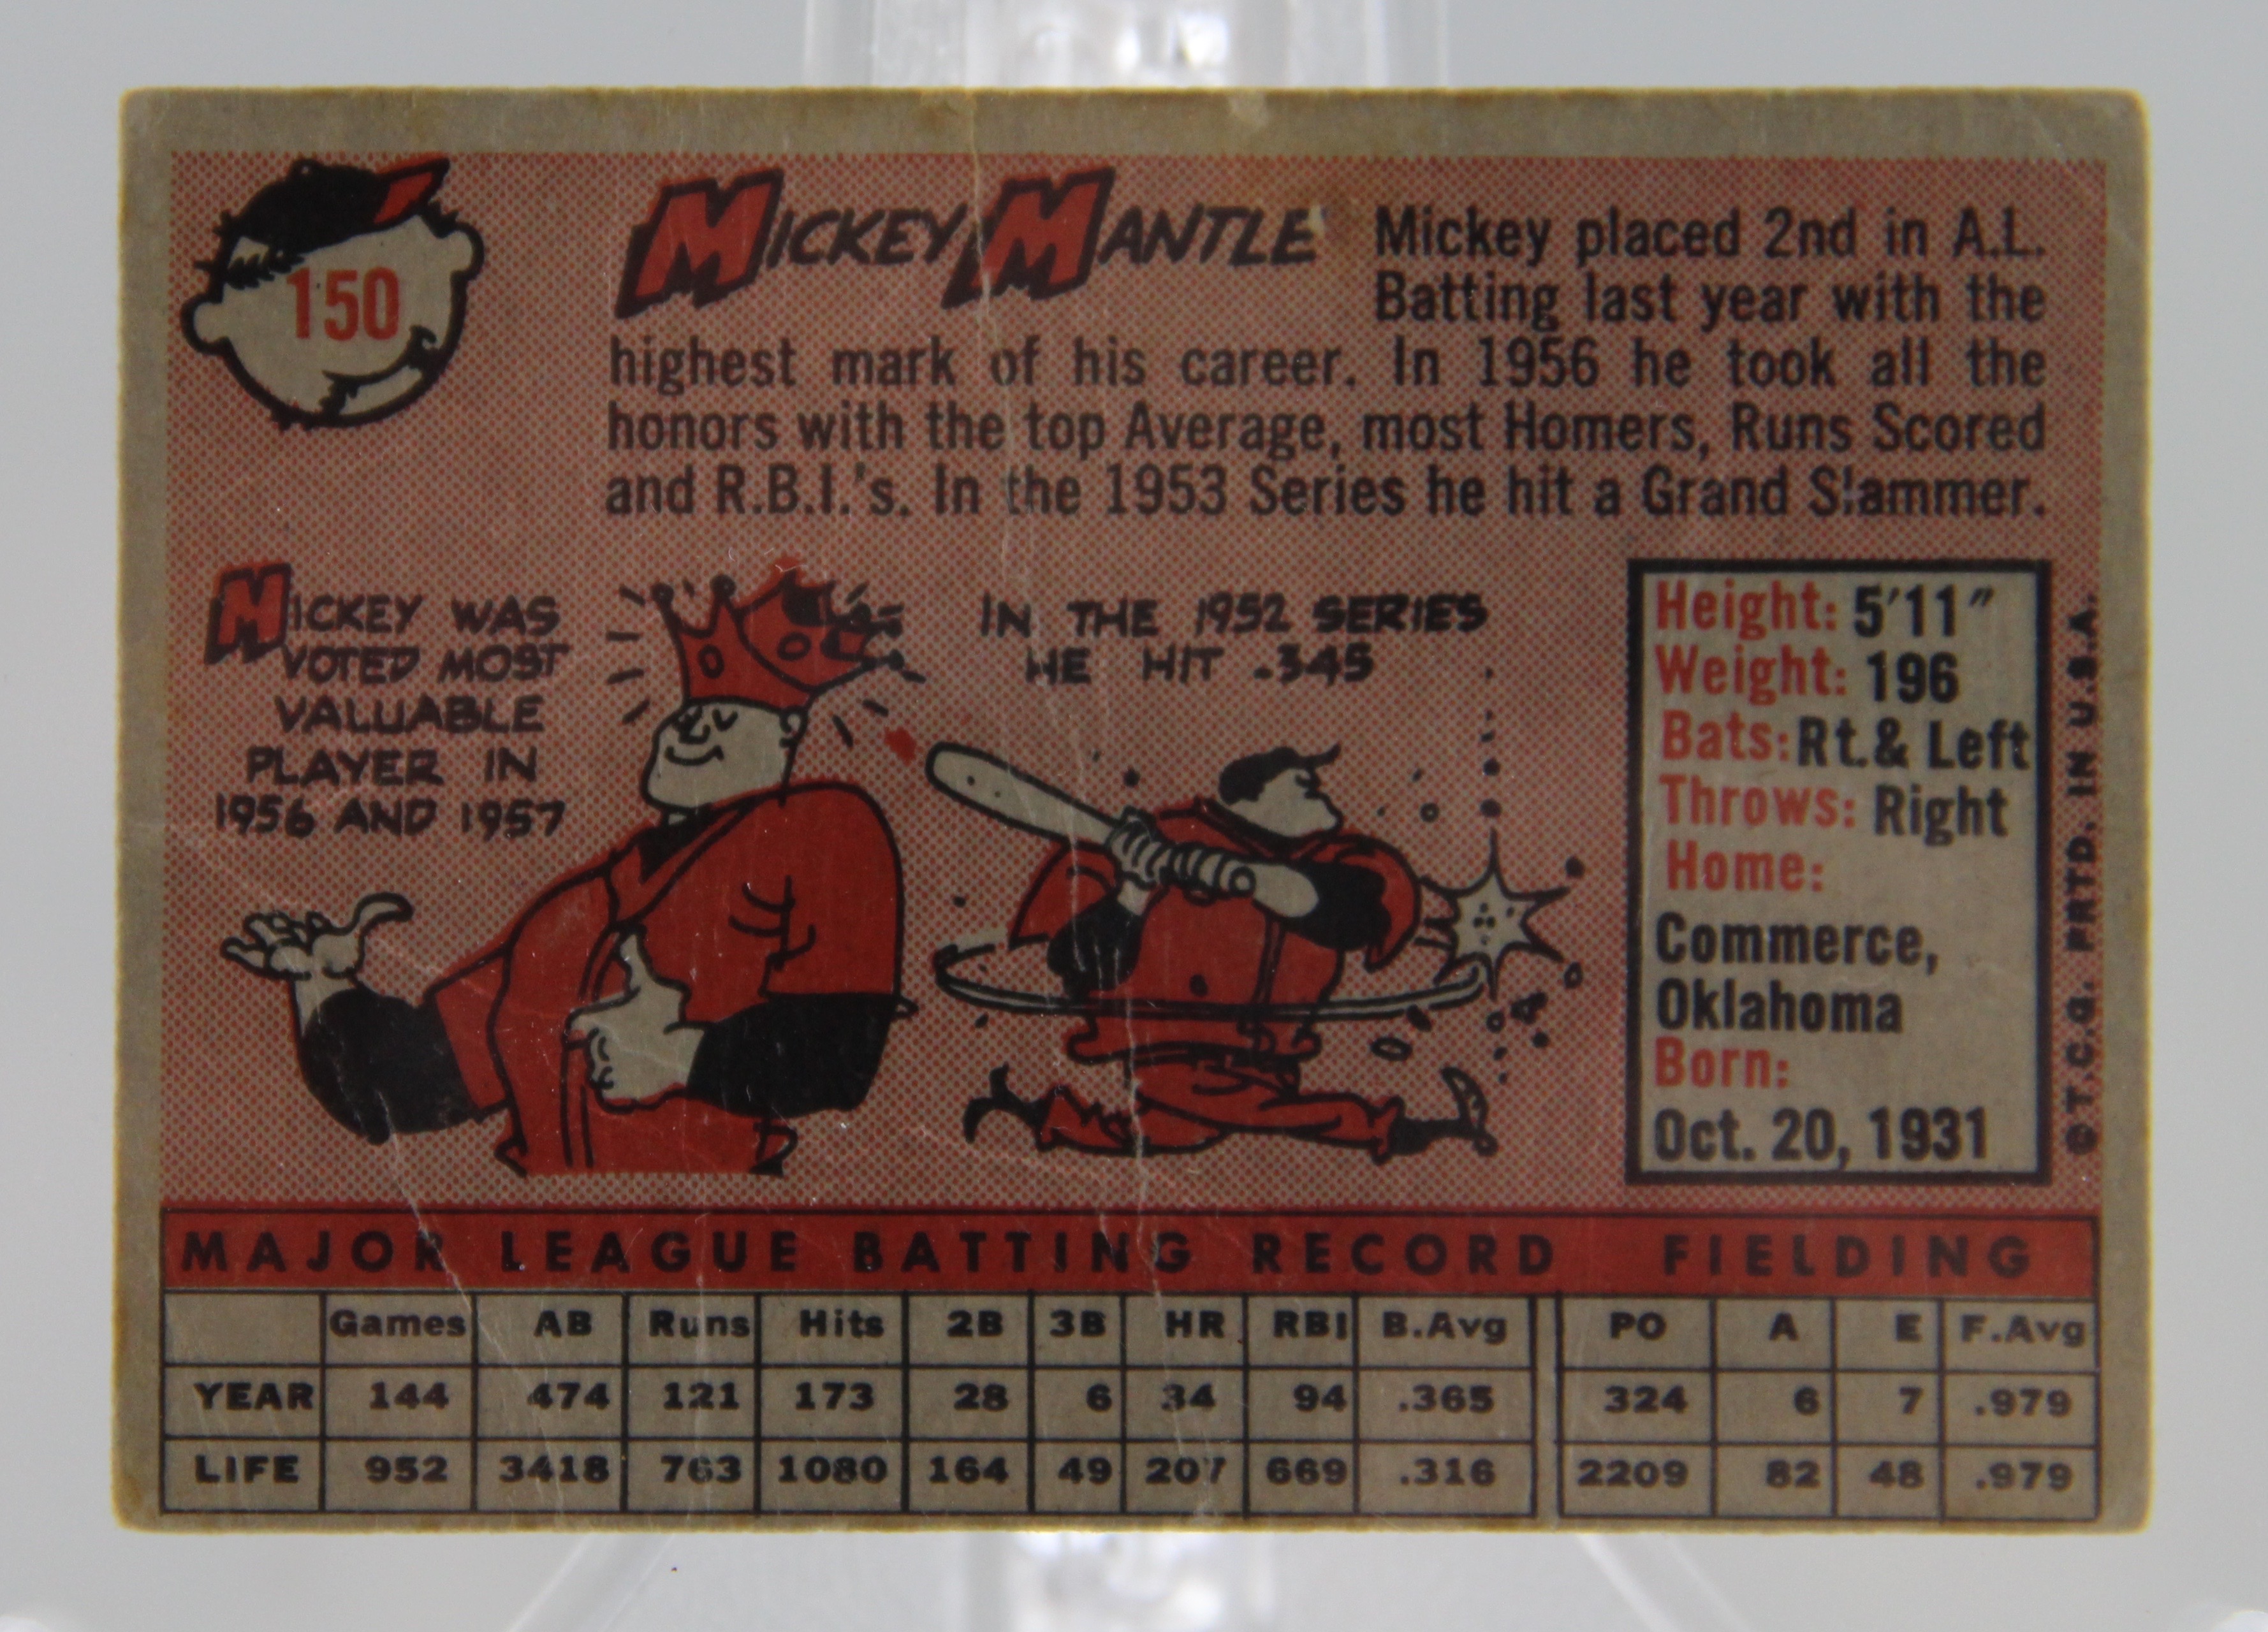 150
MICKEY MANTLE
Mickey placed 2nd in A.L.
Batting last year with the
highest mark of his career. In 1956 he took all the
honors with the top Average, most Homers, Runs Scored
and R.B.I.'s. In the 1953 Series he hit a Grand Slammer.
MICKEY WAS
VOTED MOST
VALUABLE
PLAYER IN
1956 AND 1957
IN THE 1952 SERIES
HE HIT .345
Height: 5'11"
Weight: 196
Bats: Rt. & Left
Throws: Right
Home:
Commerce,
Oklahoma
Born:
Oct. 20, 1931
© T.C.G. PRTD. IN U.S.A.
MAJOR LEAGUE BATTING RECORD FIELDING
Games AB Runs Hits 2B 3B HR RBI B.Avg PO A E F.Avg
YEAR 144 474 121 173 28 6 34 94 .365 324 6 7 .979
LIFE 952 3418 763 1080 164 49 207 669 .316 2209 82 48 .979